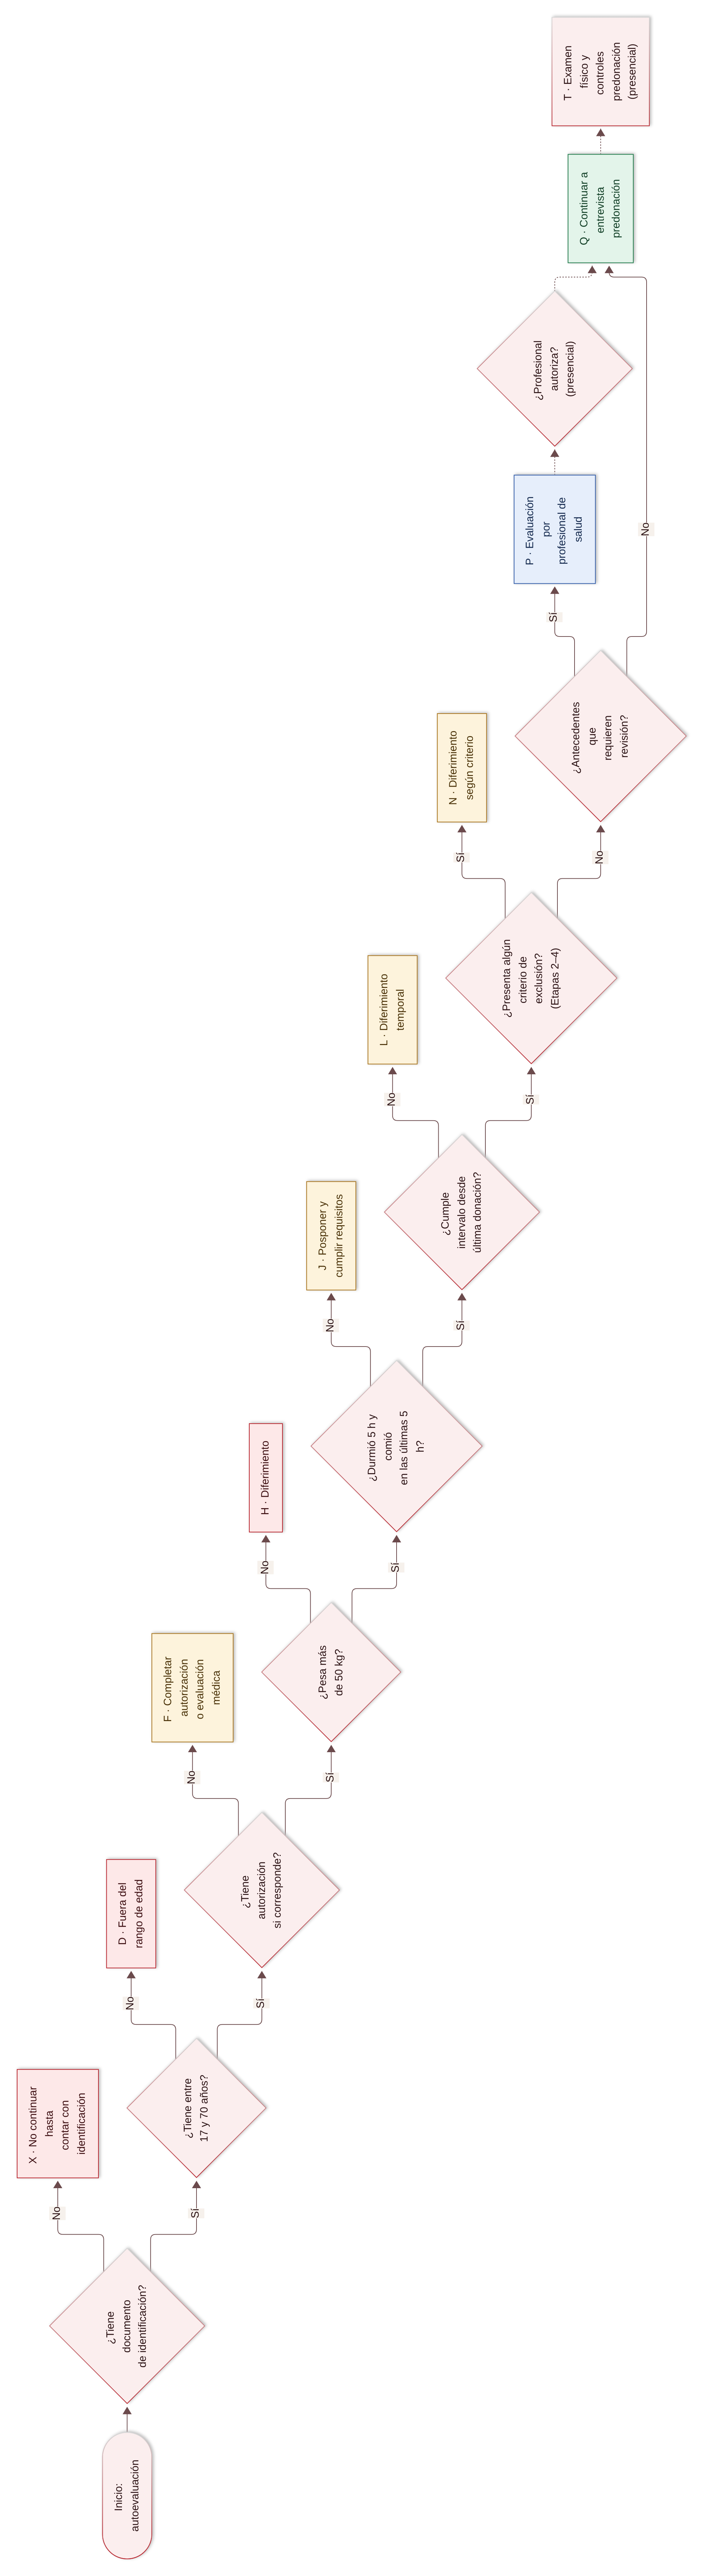 Inicio:
autoevaluación
¿Tiene
documento
de identificación?
No
Sí
X · No continuar
hasta
contar con
identificación
¿Tiene entre
17 y 70 años?
No
Sí
D · Fuera del
rango de edad
¿Tiene
autorización
si corresponde?
No
Sí
F · Completar
autorización
o evaluación
médica
¿Pesa más
de 50 kg?
No
Sí
H · Diferimiento
¿Durmió 5 h y
comió
en las últimas 5
h?
No
Sí
J · Posponer y
cumplir requisitos
¿Cumple
intervalo desde
última donación?
No
Sí
L · Diferimiento
temporal
¿Presenta algún
criterio de
exclusión?
(Etapas 2–4)
Sí
No
N · Diferimiento
según criterio
¿Antecedentes
que
requieren
revisión?
Sí
No
P · Evaluación
por
profesional de
salud
¿Profesional
autoriza?
(presencial)
Q · Continuar a
entrevista
predonación
T · Examen
físico y
controles
predonación
(presencial)